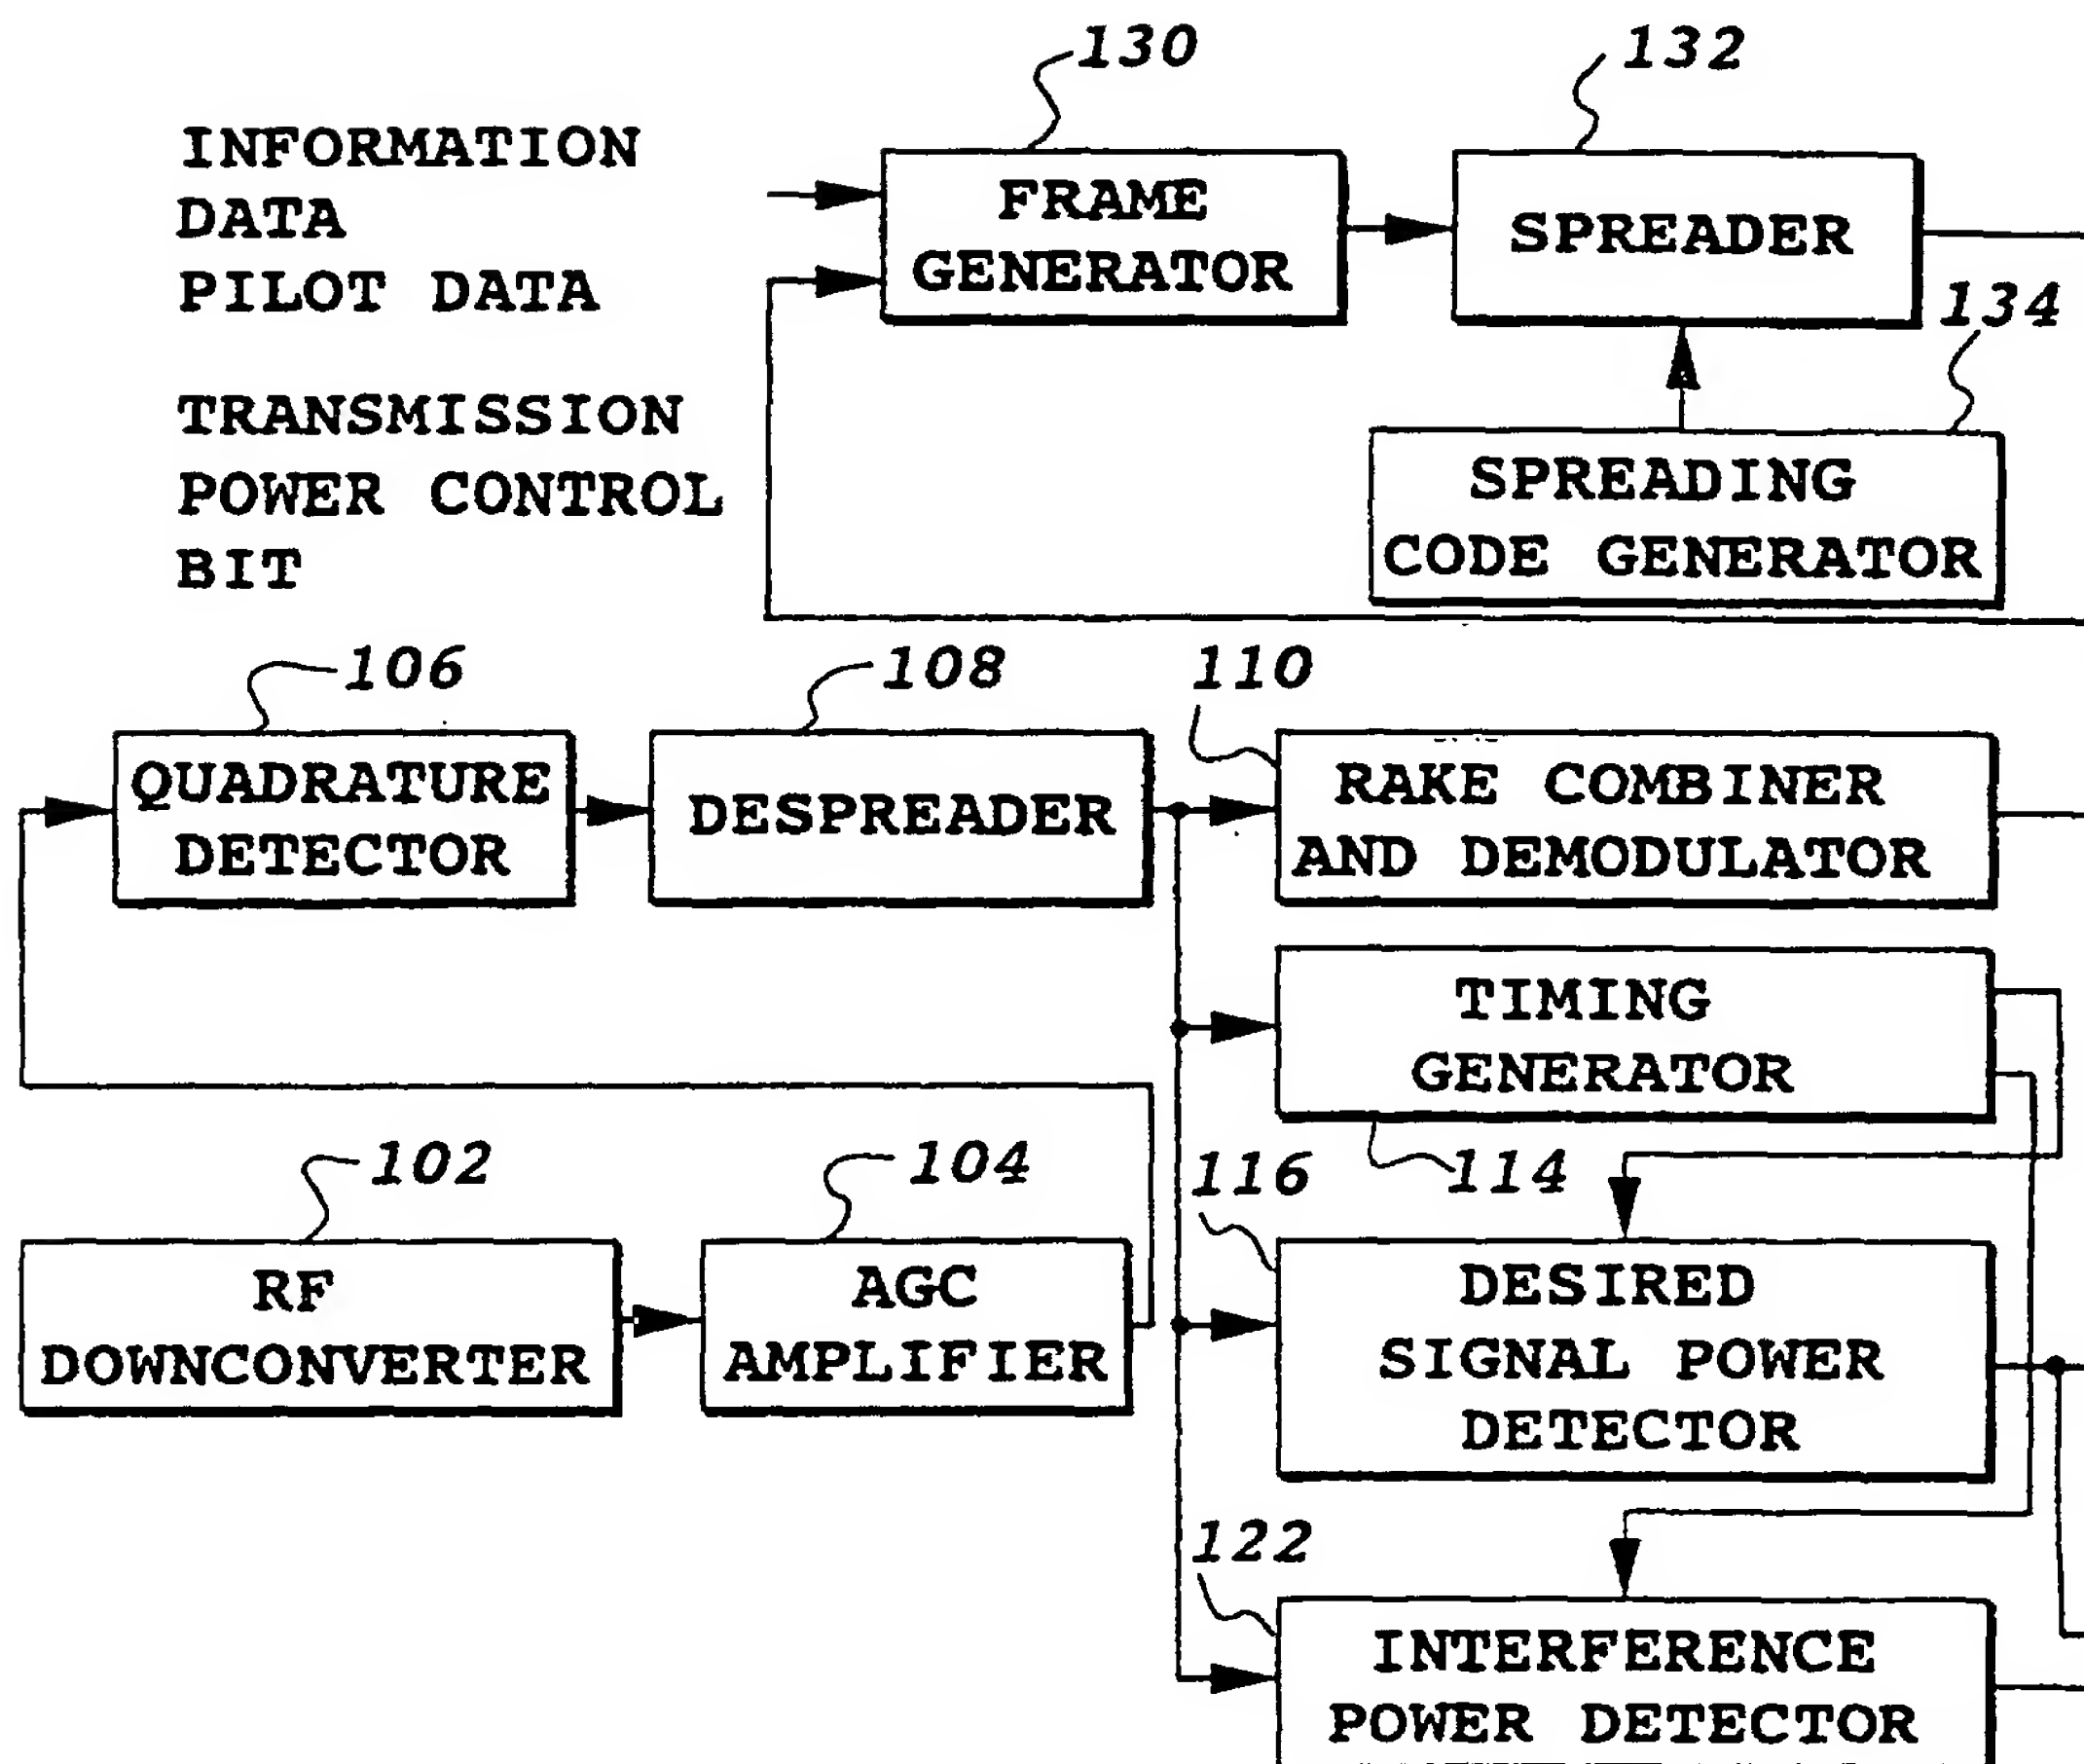 130
132
INFORMATION
DATA
PILOT DATA
FRAME
GENERATOR
SPREADER
134
TRANSMISSION
POWER CONTROL
BIT
SPREADING
CODE GENERATOR
106
108
110
QUADRATURE
DETECTOR
DESPREADER
RAKE COMBINER
AND DEMODULATOR
TIMING
GENERATOR
102
104
116
114
RF
DOWNCONVERTER
AGC
AMPLIFIER
DESIRED
SIGNAL POWER
DETECTOR
122
INTERFERENCE
POWER DETECTOR